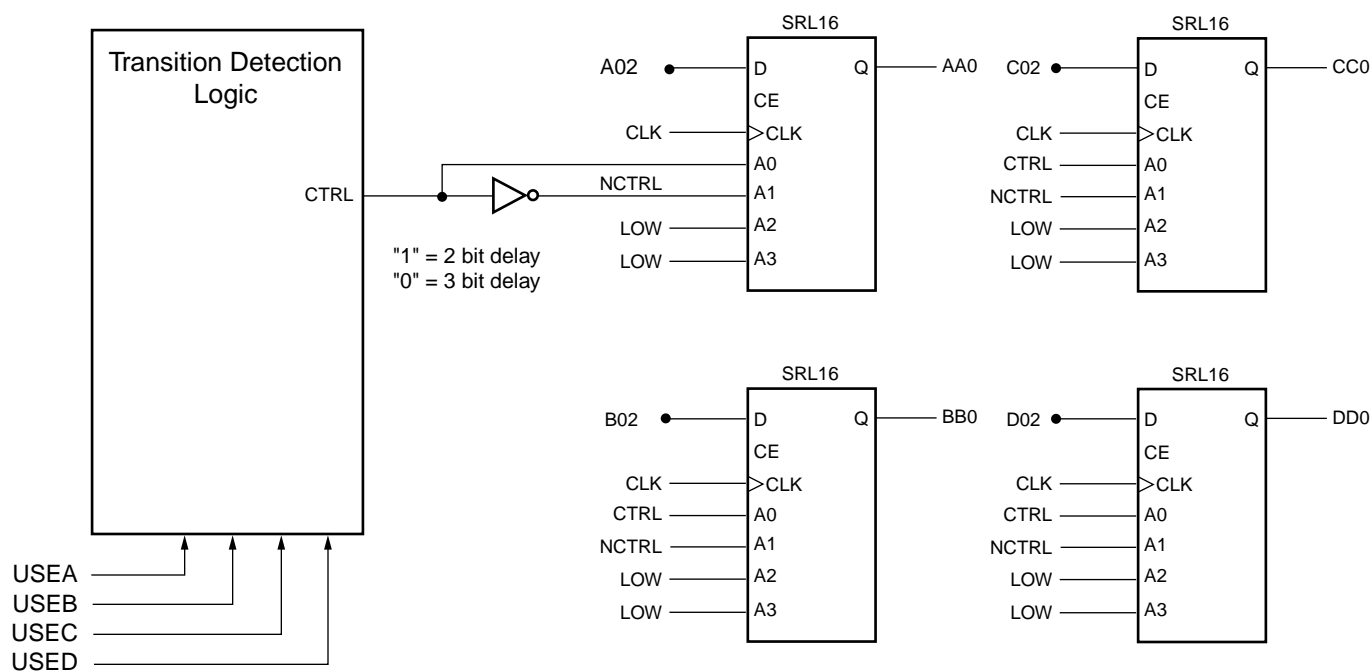 Transition Detection
Logic
CTRL
"1" = 2 bit delay
"0" = 3 bit delay
USEA
USEB
USEC
USED
SRL16
A02
D
Q
AA0
CE
CLK
CLK
A0
NCTRL
A1
LOW
A2
LOW
A3
SRL16
C02
D
Q
CC0
CE
CLK
CLK
CTRL
A0
NCTRL
A1
LOW
A2
LOW
A3
SRL16
B02
D
Q
BB0
CE
CLK
CLK
CTRL
A0
NCTRL
A1
LOW
A2
LOW
A3
SRL16
D02
D
Q
DD0
CE
CLK
CLK
CTRL
A0
NCTRL
A1
LOW
A2
LOW
A3